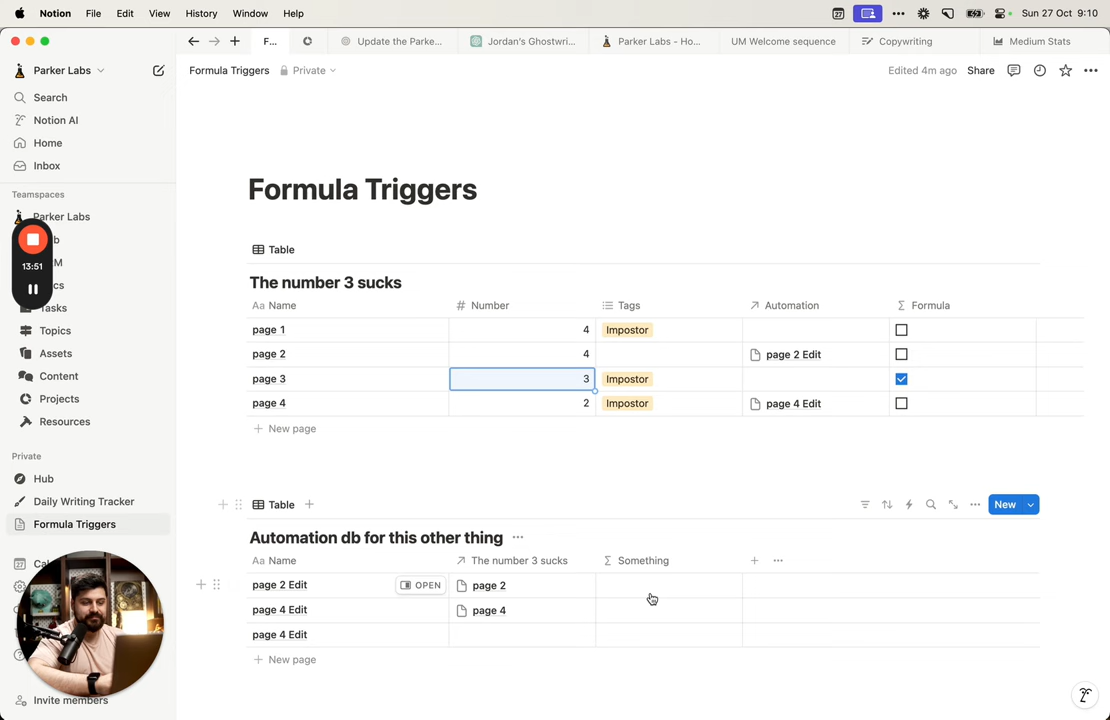 Notion File Edit View History Window Help 27 Sun 27 Oct 9:10
F... Update the Parke... Jordan's Ghostwri... Parker Labs - Ho... UM Welcome sequence Copywriting Medium Stats
Parker Labs
Formula Triggers Private Edited 4m ago Share
Search
Notion AI
Home
Inbox
Teamspaces
Parker Labs
b
13:51
M
cs
Tasks
Topics
Assets
Content
Projects
Resources
Private
Hub
Daily Writing Tracker
Formula Triggers
27 Cal
Invite members
Formula Triggers
Table
The number 3 sucks
Aa Name # Number Tags Automation Σ Formula
page 1 4 Impostor
page 2 4 page 2 Edit
page 3 3 Impostor
page 4 2 Impostor page 4 Edit
+ New page
Table
New
Automation db for this other thing ...
Aa Name The number 3 sucks Σ Something
page 2 Edit OPEN page 2
page 4 Edit page 4
page 4 Edit
+ New page